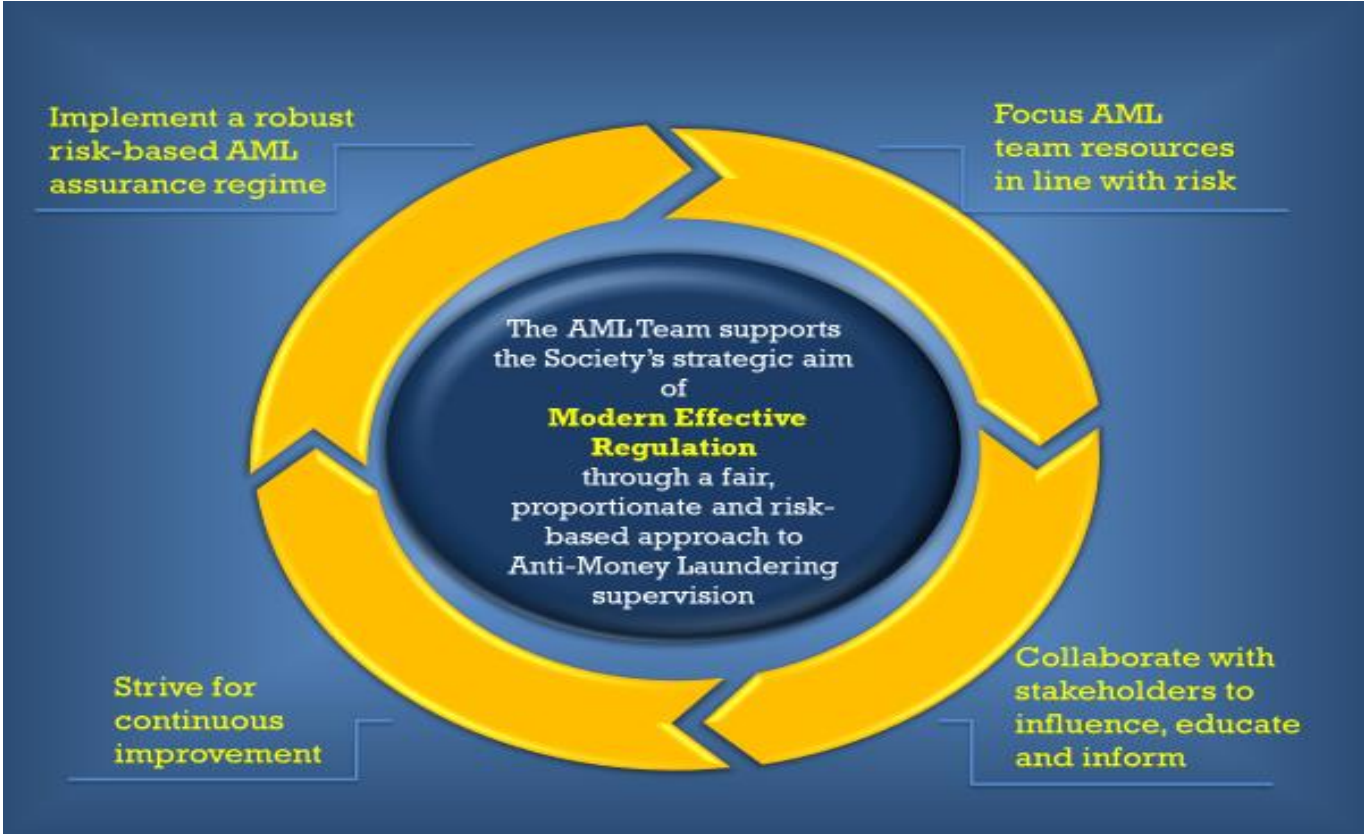 Implement a robust
risk-based AML
assurance regime
Focus AML
team resources
in line with risk
The AML Team supports
the Society's strategic aim
of
Modern Effective
Regulation
through a fair,
proportionate and risk-
based approach to
Anti-Money Laundering
supervision
Strive for
continuous
improvement
Collaborate with
stakeholders to
influence, educate
and inform